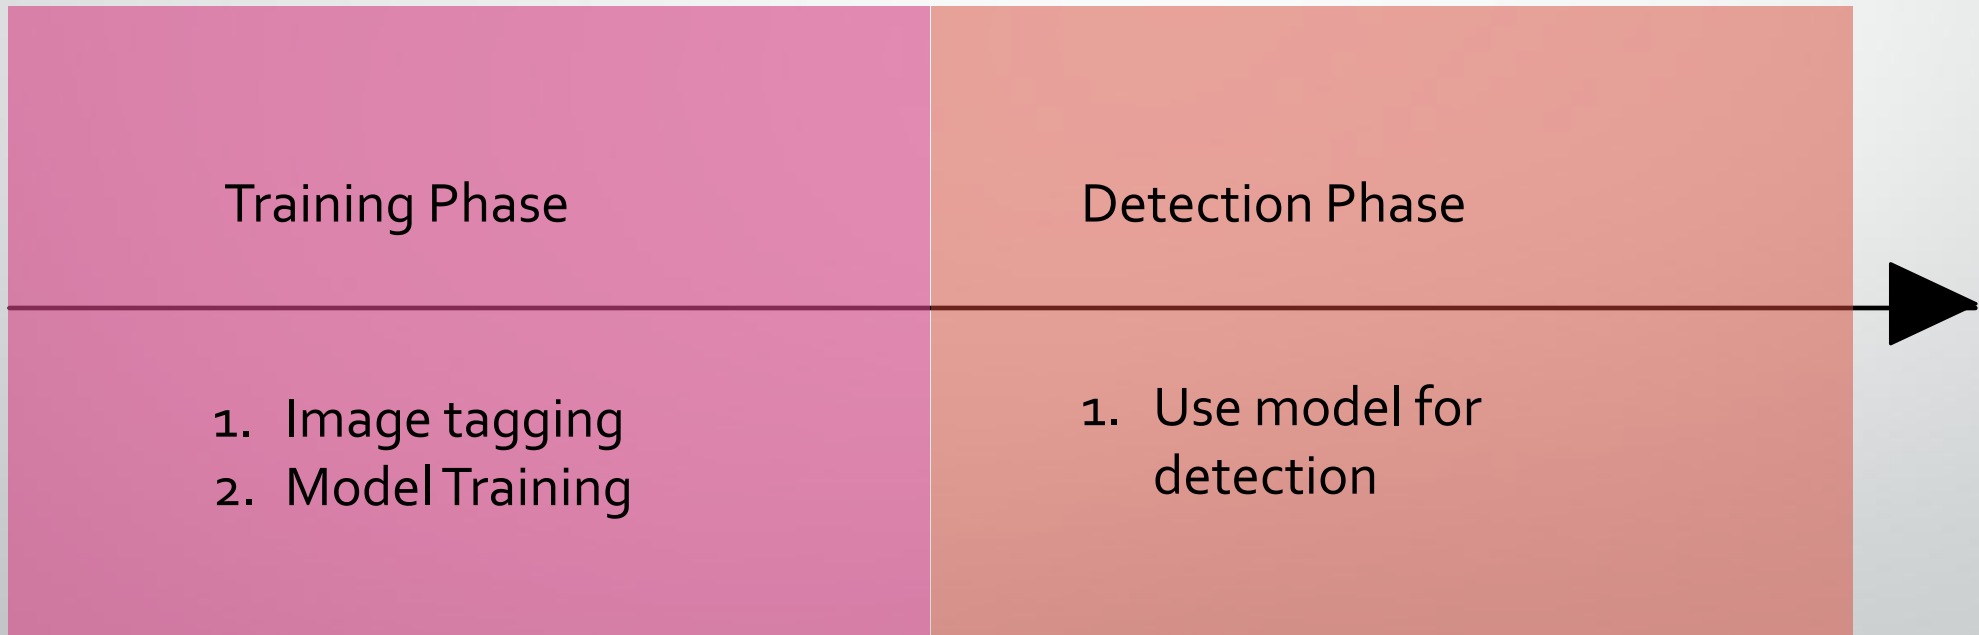 Training Phase
1. Image tagging
2. Model Training
Detection Phase
1. Use model for
detection